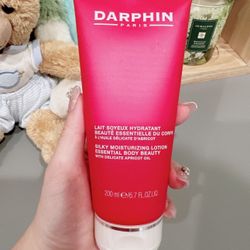 DARPHIN
PARIS
LAIT SOYEUX HYDRATANT
BEAUTÉ ESSENTIELLE DU CORPS
À L'HUILE DÉLICATE D'ABRICOT
SILKY MOISTURIZING LOTION
ESSENTIAL BODY BEAUTY
WITH DELICATE APRICOT OIL
200 ml e 6.7 FL.OZ.LIQ.